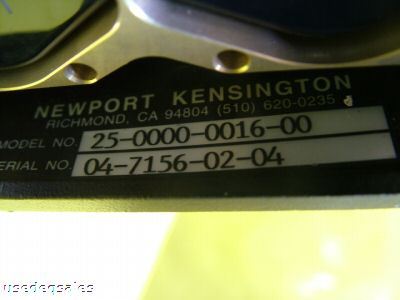 NEWPORT KENSINGTON
RICHMOND, CA 94804 (510) 620-0235
MODEL NO. 25-0000-0016-00
ERIAL NO. 04-7156-02-04
usedeqsales